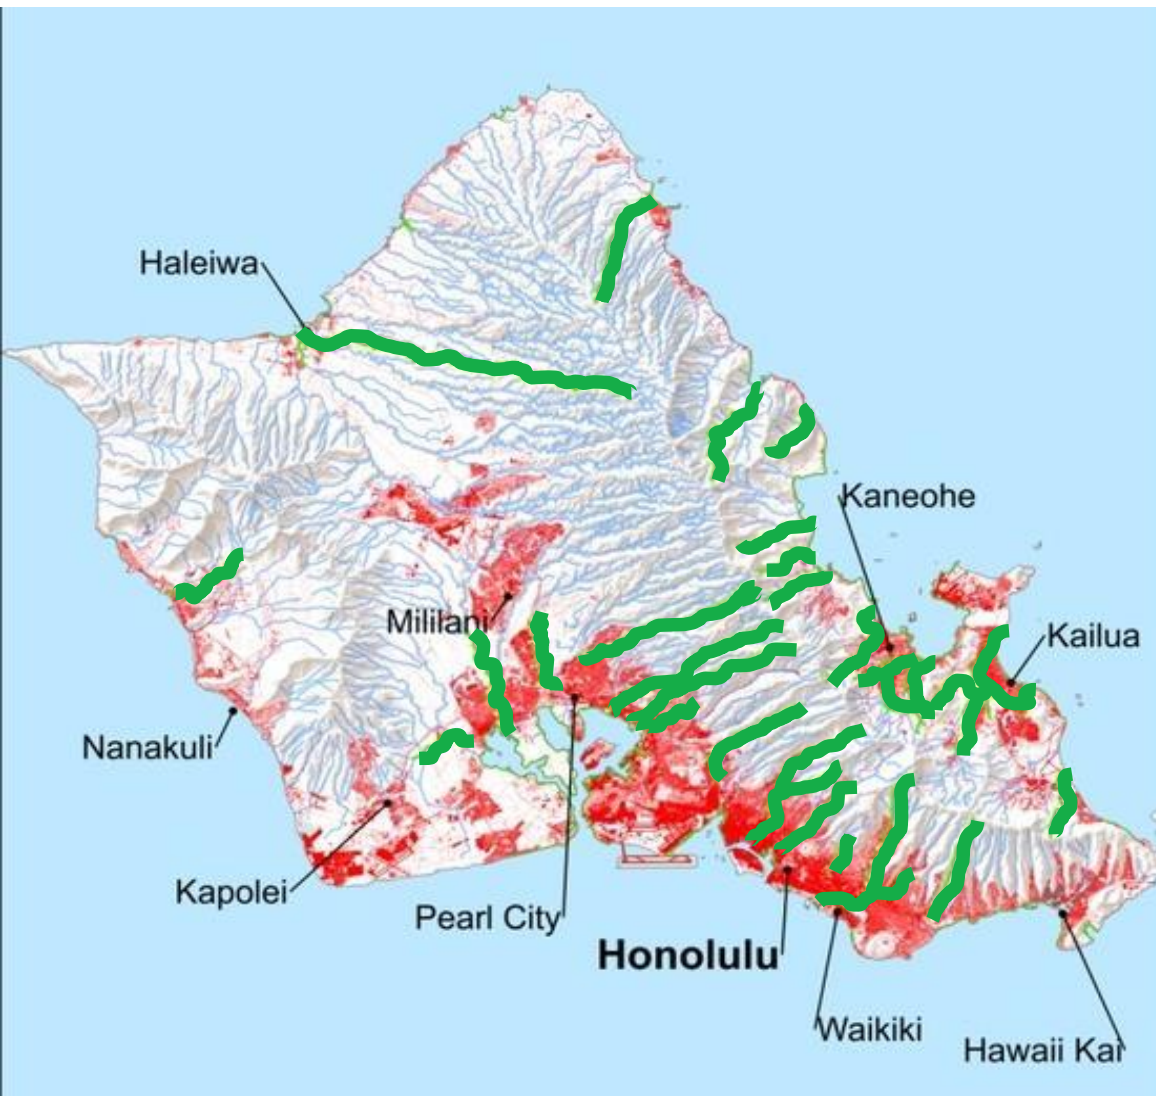 Haleiwa
Kaneohe
Mililani
Kailua
Nanakuli
Kapolei
Pearl City
Honolulu
Waikiki
Hawaii Kai